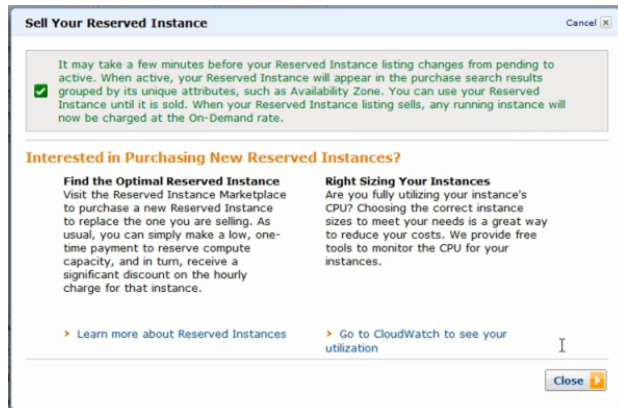 Sell Your Reserved Instance
Cancel
It may take a few minutes before your Reserved Instance listing changes from pending to
active. When active, your Reserved Instance will appear in the purchase search results
grouped by its unique attributes, such as Availability Zone. You can use your Reserved
Instance until it is sold. When your Reserved Instance listing sells, any running instance will
now be charged at the On-Demand rate.
Interested in Purchasing New Reserved Instances?
Find the Optimal Reserved Instance
Visit the Reserved Instance Marketplace
to purchase a new Reserved Instance
to replace the one you are selling. As
usual, you can simply make a low, one-
time payment to reserve compute
capacity, and in turn, receive a
significant discount on the hourly
charge for that instance.
Learn more about Reserved Instances
Right Sizing Your Instances
Are you fully utilizing your instance's
CPU? Choosing the correct instance
sizes to meet your needs is a great way
to reduce your costs. We provide free
tools to monitor the CPU for your
instances.
Go to CloudWatch to see your
utilization
Close